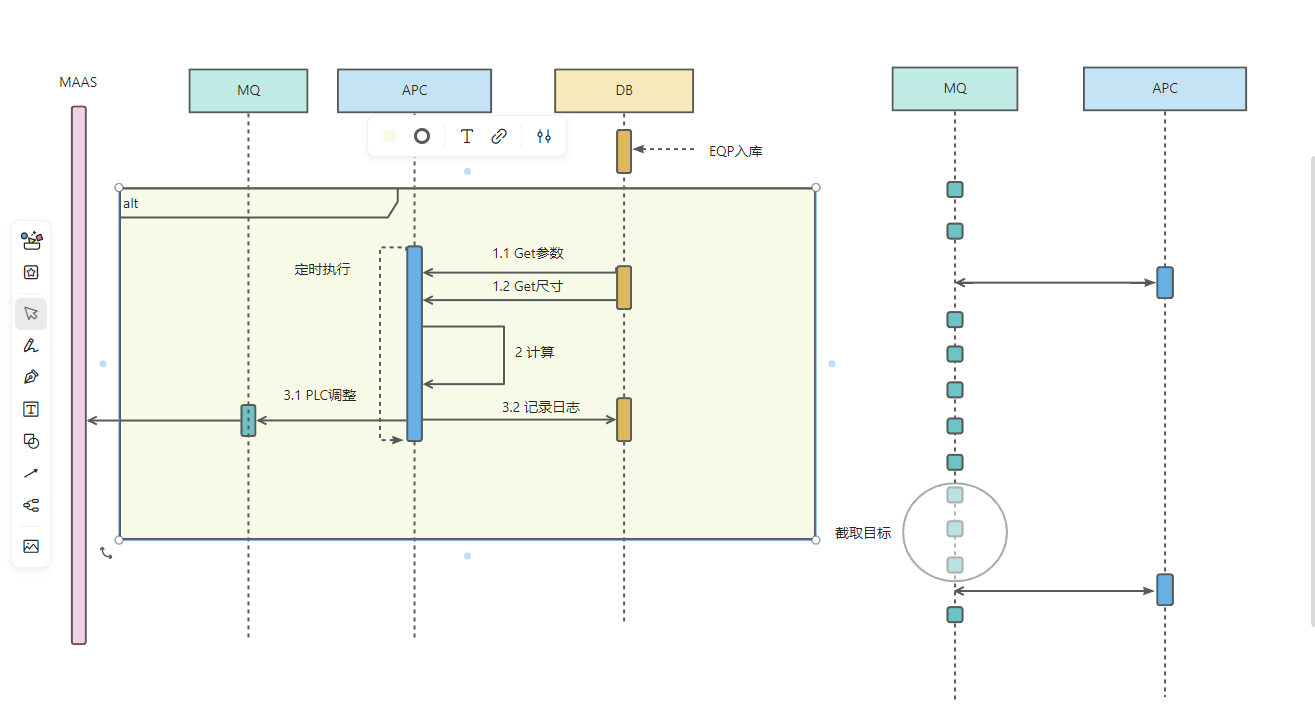 MAAS
MQ
APC
DB
MQ
APC
EQP入库
alt
1.1 Get参数
定时执行
1.2 Get尺寸
2 计算
3.1 PLC调整
3.2 记录日志
截取目标